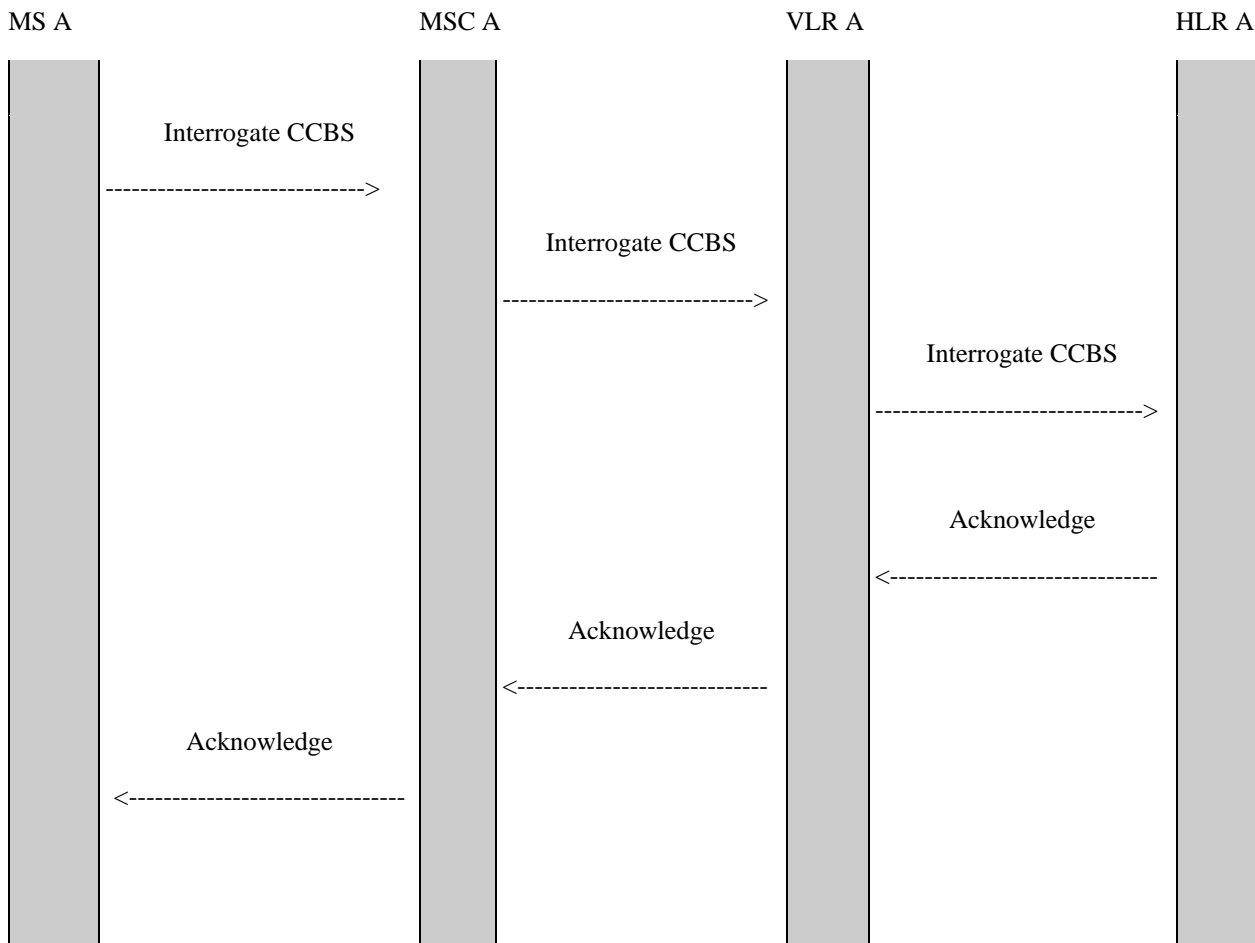 MS A MSC A VLR A HLR A
Interrogate CCBS
----------------------------->
Interrogate CCBS
----------------------------->
Interrogate CCBS
------------------------------->
Acknowledge
<-------------------------------
Acknowledge
<-----------------------------
Acknowledge
<--------------------------------